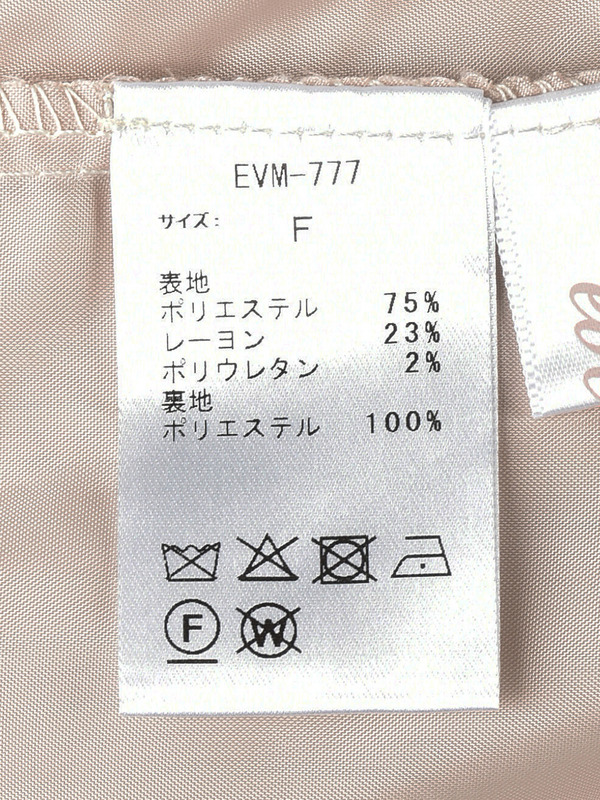 EVM-777
サイズ: F
表地
ポリエステル 75%
レーヨン 23%
ポリウレタン 2%
裏地
ポリエステル 100%
F W